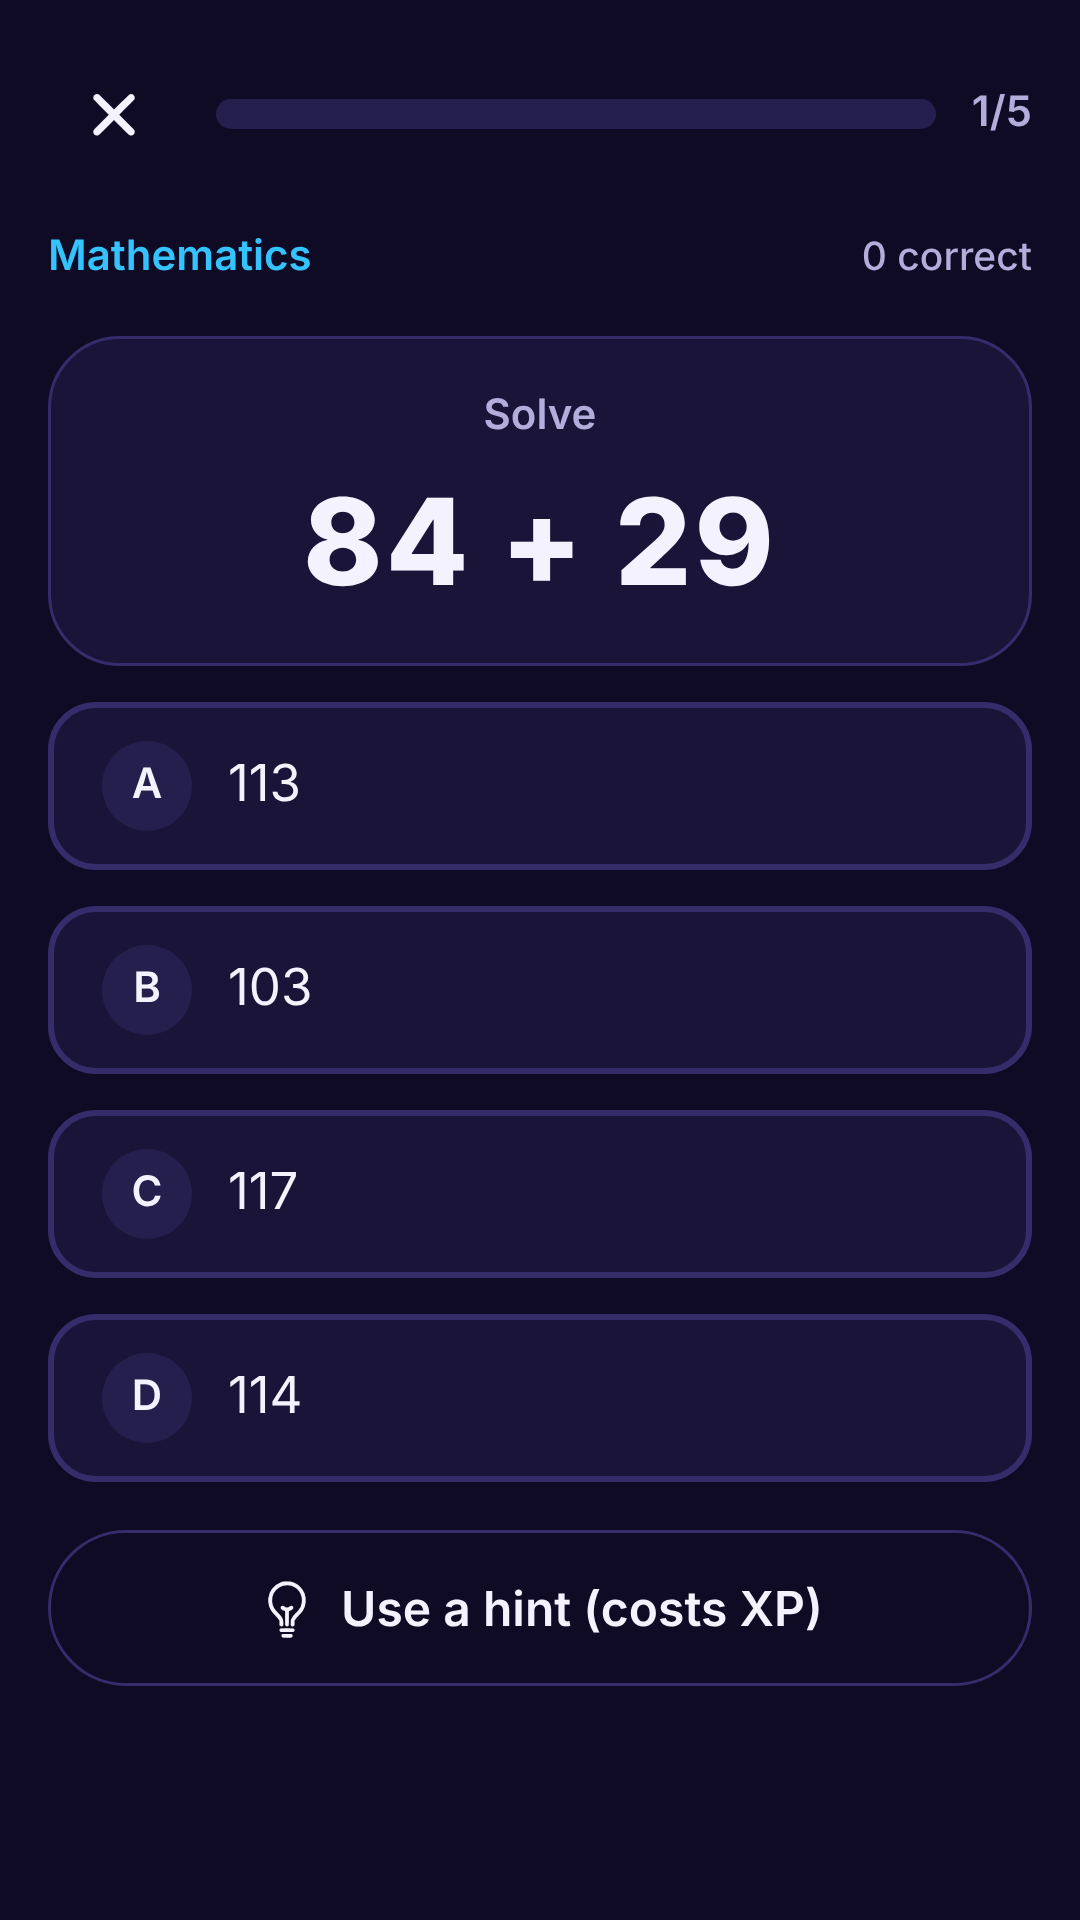 1/5
Mathematics
0 correct
Solve
84 + 29
A 113
B 103
C 117
D 114
Use a hint (costs XP)